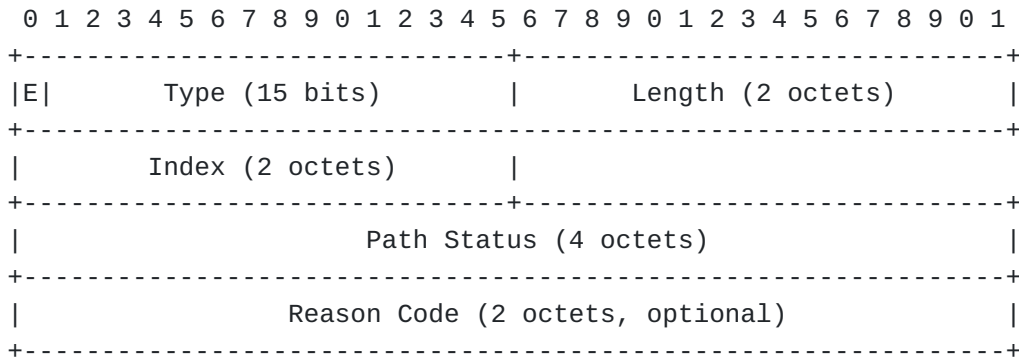 0 1 2 3 4 5 6 7 8 9 0 1 2 3 4 5 6 7 8 9 0 1 2 3 4 5 6 7 8 9 0 1
+-------------------------------+-------------------------------+
|E|       Type (15 bits)        |       Length (2 octets)       |
+---------------------------------------------------------------+
|        Index (2 octets)       |
+-------------------------------+-------------------------------+
|                      Path Status (4 octets)                   |
+---------------------------------------------------------------+
|                 Reason Code (2 octets, optional)              |
+---------------------------------------------------------------+